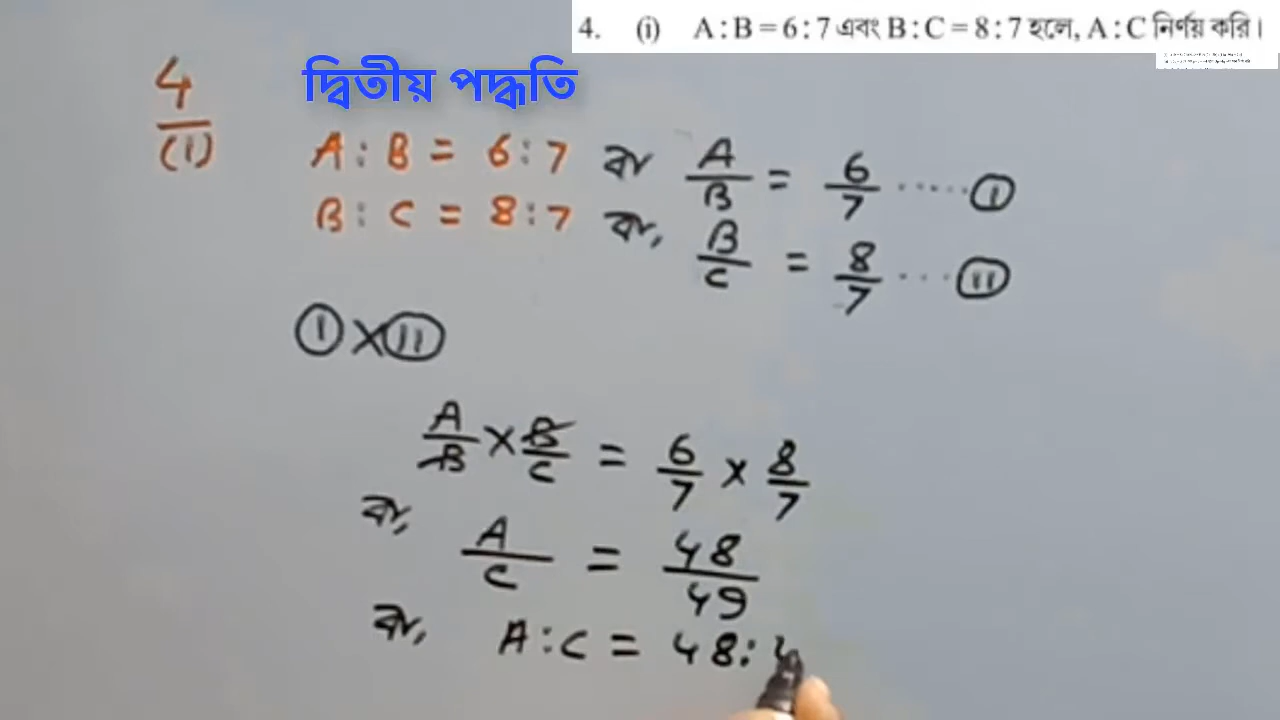 4. (i) A : B = 6 : 7 এবং B : C = 8 : 7 হলে, A : C নির্ণয় করি।
দ্বিতীয় পদ্ধতি
4/(i)
A : B = 6 : 7 বা A/B = 6/7 ..... (I)
B : C = 8 : 7 বা, B/C = 8/7 ... (II)
(I) × (II)
A/B × B/C = 6/7 × 8/7
বা, A/C = 48/49
বা, A : C = 48 : 4